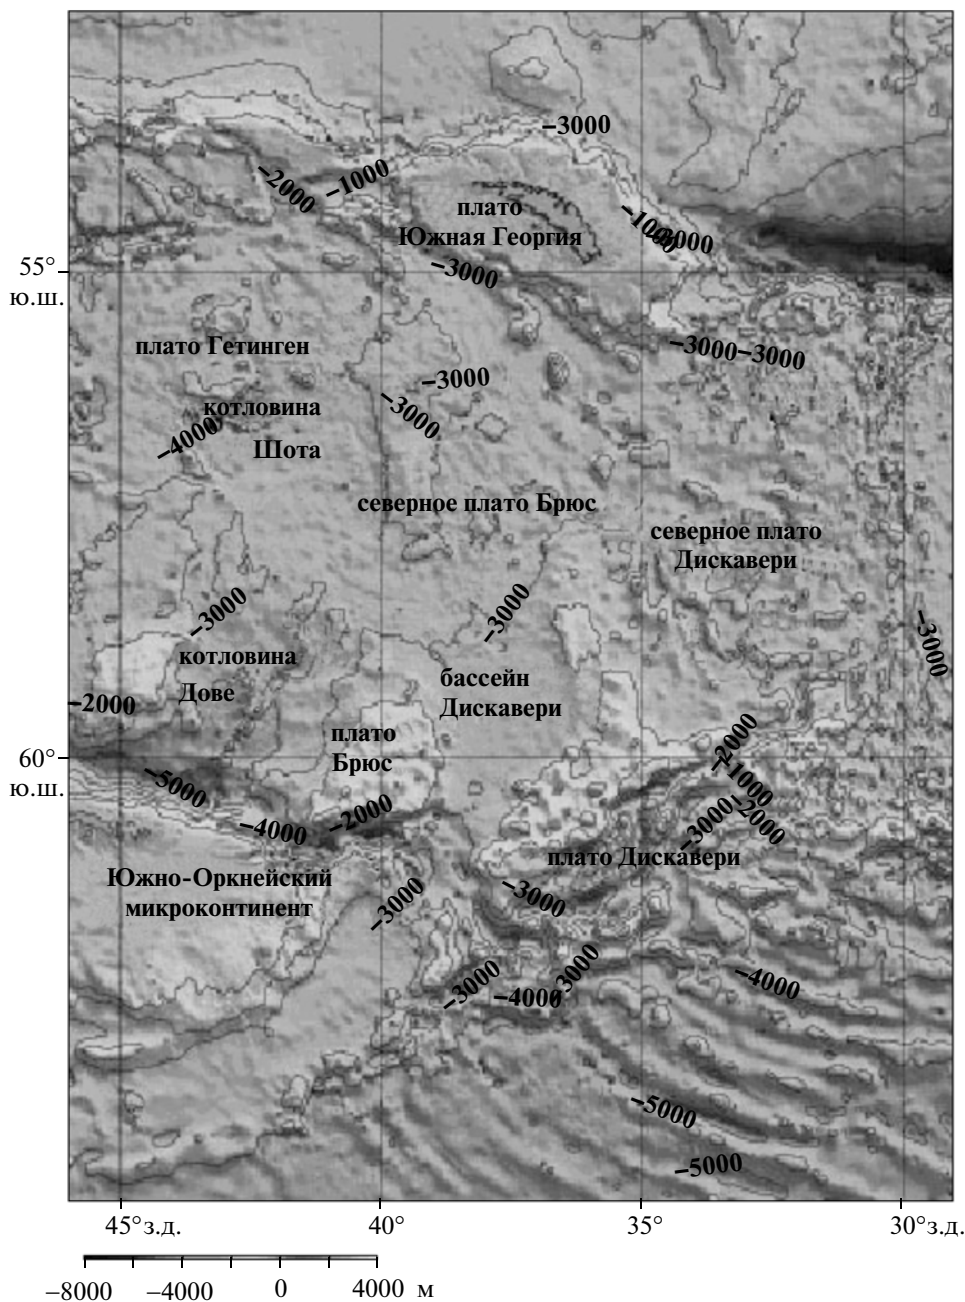 −3000
−2000
−1000
плато
Южная Георгия
−1000
−3000
−3000
55°
ю.ш.
плато Гетинген
−3000
−3000
−3000
−3000
котловина
Шота
−4000
северное плато Брюс
северное плато
Дискавери
−3000
−3000
−3000
котловина
Дове
бассейн
Дискавери
−2000
плато
Брюс
−2000
60°
ю.ш.
−5000
−1000
−2000
−3000
−2000
−4000
плато Дискавери
Южно-Оркнейский
микроконтинент
−3000
−3000
−3000
−4000
−3000
−4000
−5000
−5000
45°з.д.
40°
35°
30°з.д.
−8000
−4000
0
4000 м